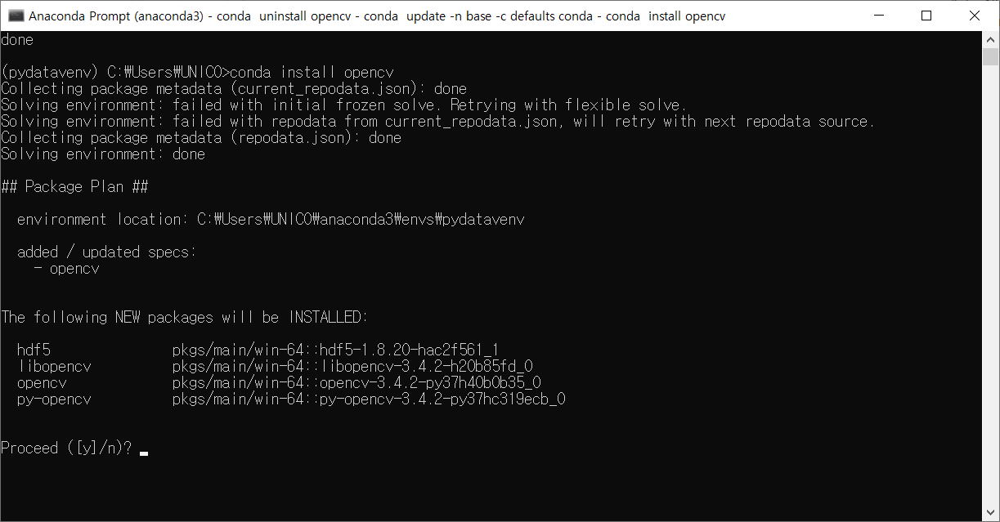 Anaconda Prompt (anaconda3) - conda  uninstall opencv - conda  update -n base -c defaults conda - conda  install opencv
done
(pydatavenv) C:₩Users₩UNICO>conda install opencv
Collecting package metadata (current_repodata.json): done
Solving environment: failed with initial frozen solve. Retrying with flexible solve.
Solving environment: failed with repodata from current_repodata.json, will retry with next repodata source.
Collecting package metadata (repodata.json): done
Solving environment: done
## Package Plan ##
environment location: C:₩Users₩UNICO₩anaconda3₩envs₩pydatavenv
added / updated specs:
- opencv
The following NEW packages will be INSTALLED:
hdf5 pkgs/main/win-64::hdf5-1.8.20-hac2f561_1
libopencv pkgs/main/win-64::libopencv-3.4.2-h20b85fd_0
opencv pkgs/main/win-64::opencv-3.4.2-py37h40b0b35_0
py-opencv pkgs/main/win-64::py-opencv-3.4.2-py37hc319ecb_0
Proceed ([y]/n)?